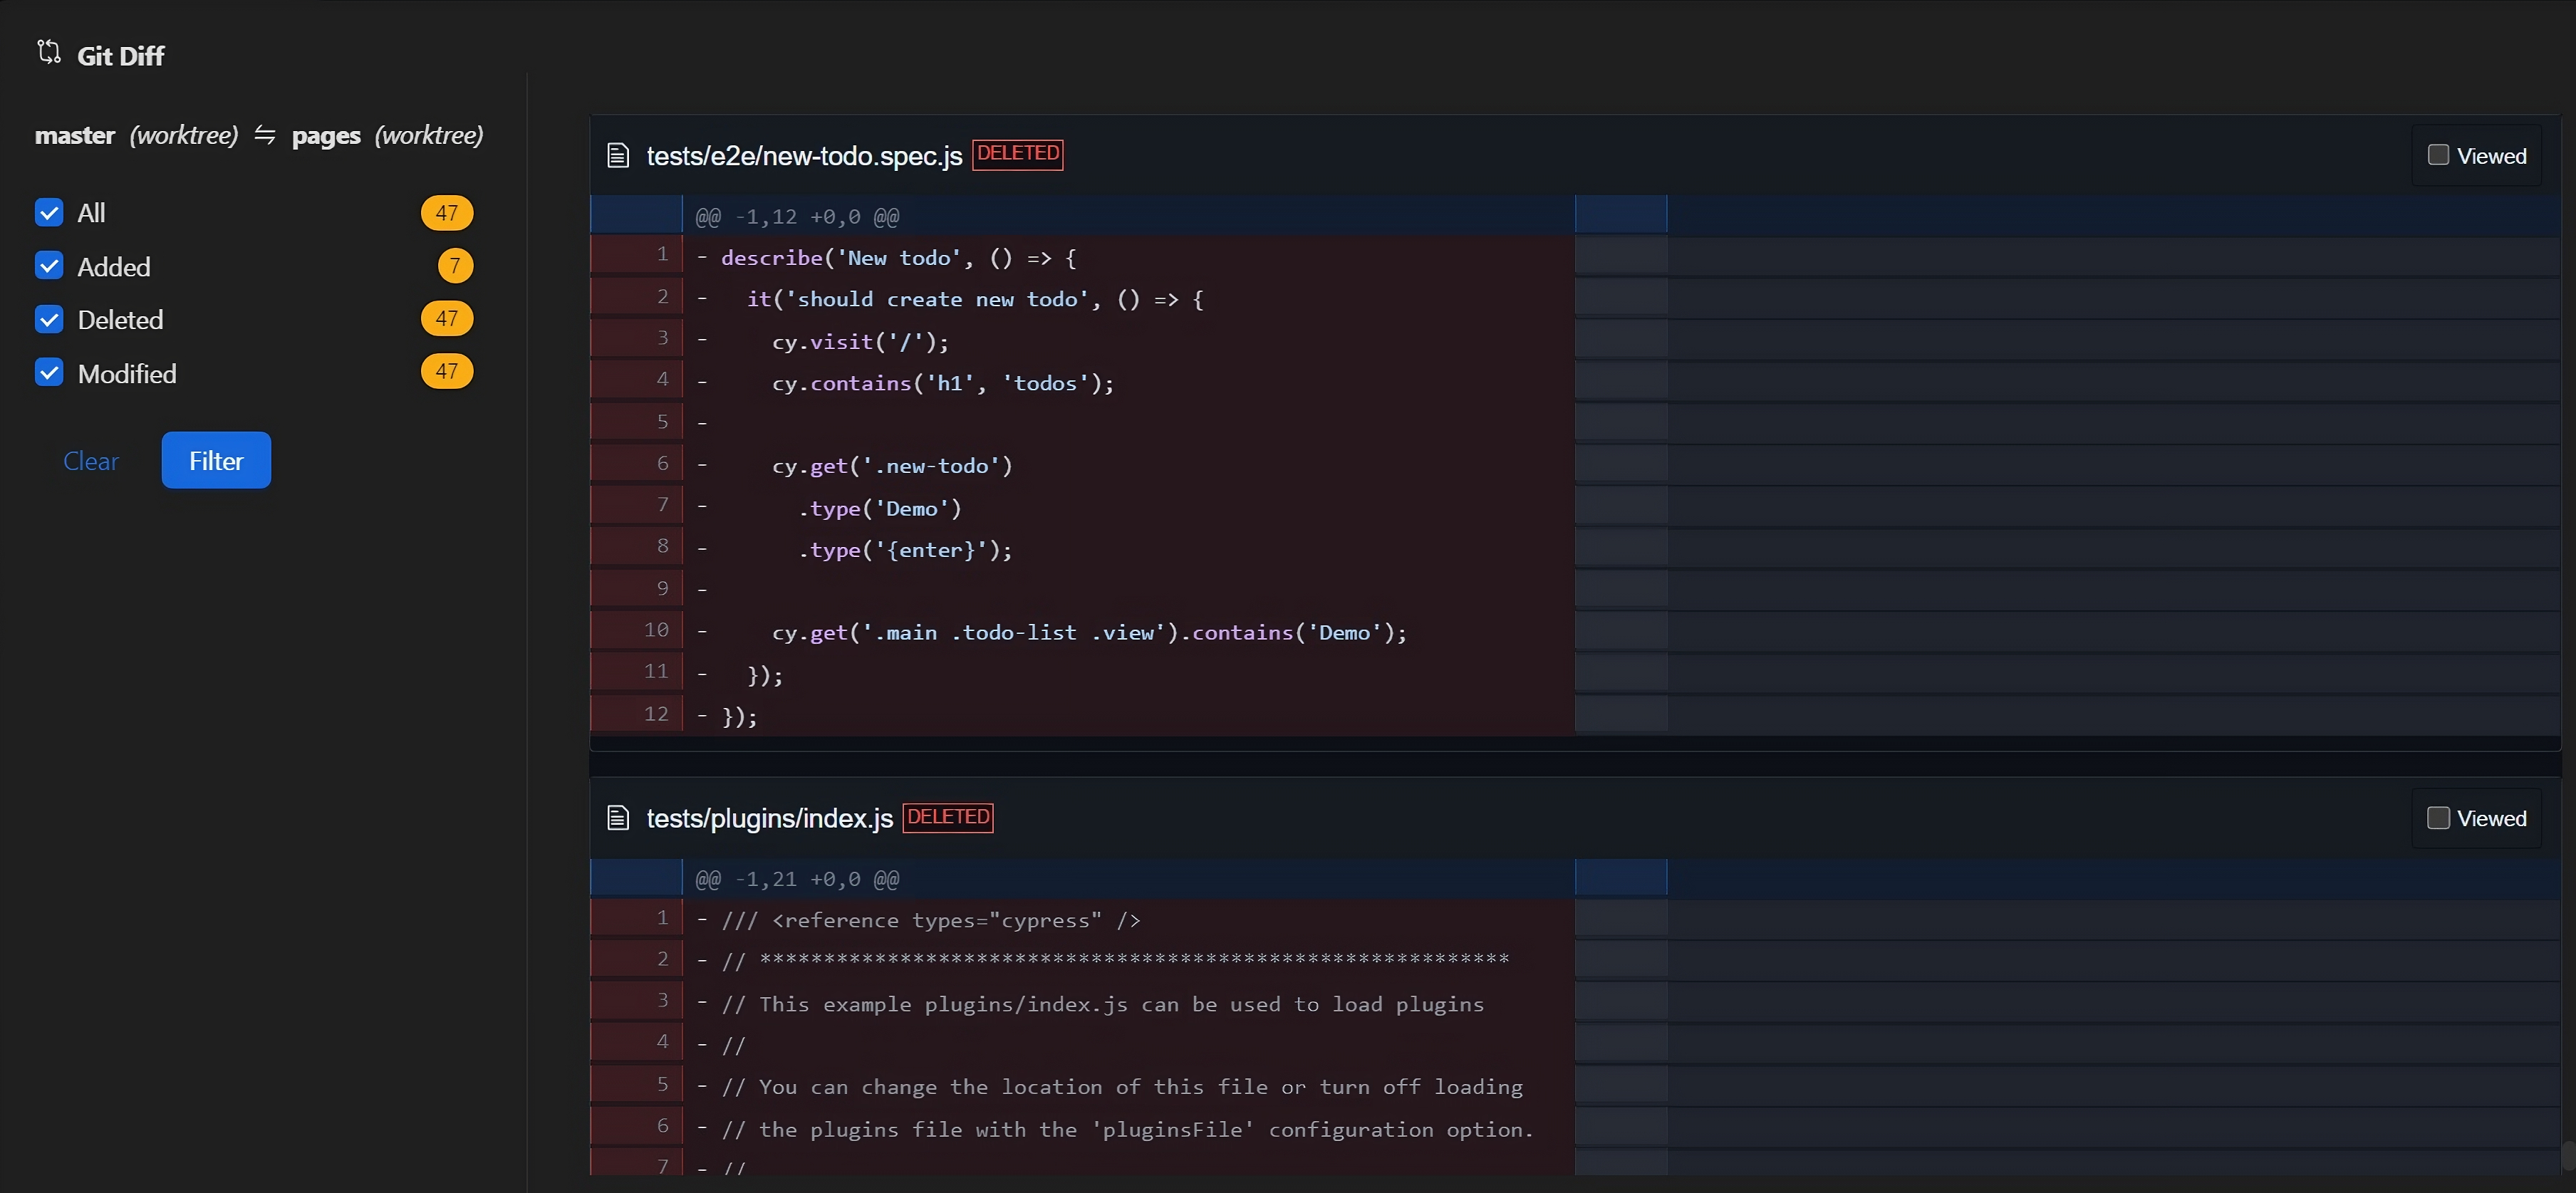 Git Diff
master (worktree) ⇋ pages (worktree)
All 47
Added 7
Deleted 47
Modified 47
Clear Filter
tests/e2e/new-todo.spec.js DELETED Viewed
@@ -1,12 +0,0 @@
1 - describe('New todo', () => {
2 -   it('should create new todo', () => {
3 -     cy.visit('/');
4 -     cy.contains('h1', 'todos');
5 -
6 -     cy.get('.new-todo')
7 -       .type('Demo')
8 -       .type('{enter}');
9 -
10 -     cy.get('.main .todo-list .view').contains('Demo');
11 -   });
12 - });
tests/plugins/index.js DELETED Viewed
@@ -1,21 +0,0 @@
1 - /// <reference types="cypress" />
2 - // ***********************************************************
3 - // This example plugins/index.js can be used to load plugins
4 - //
5 - // You can change the location of this file or turn off loading
6 - // the plugins file with the 'pluginsFile' configuration option.
7 - //